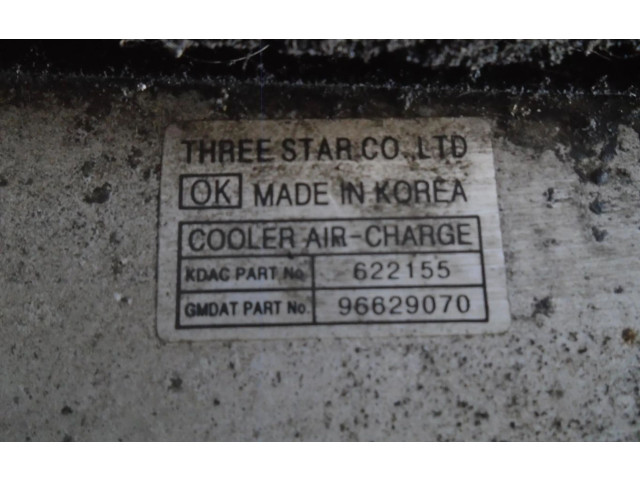 THREE STAR CO., LTD
OK MADE IN KOREA
COOLER AIR-CHARGE
KDAC PART No. 622155
GMDAT PART No. 96629070